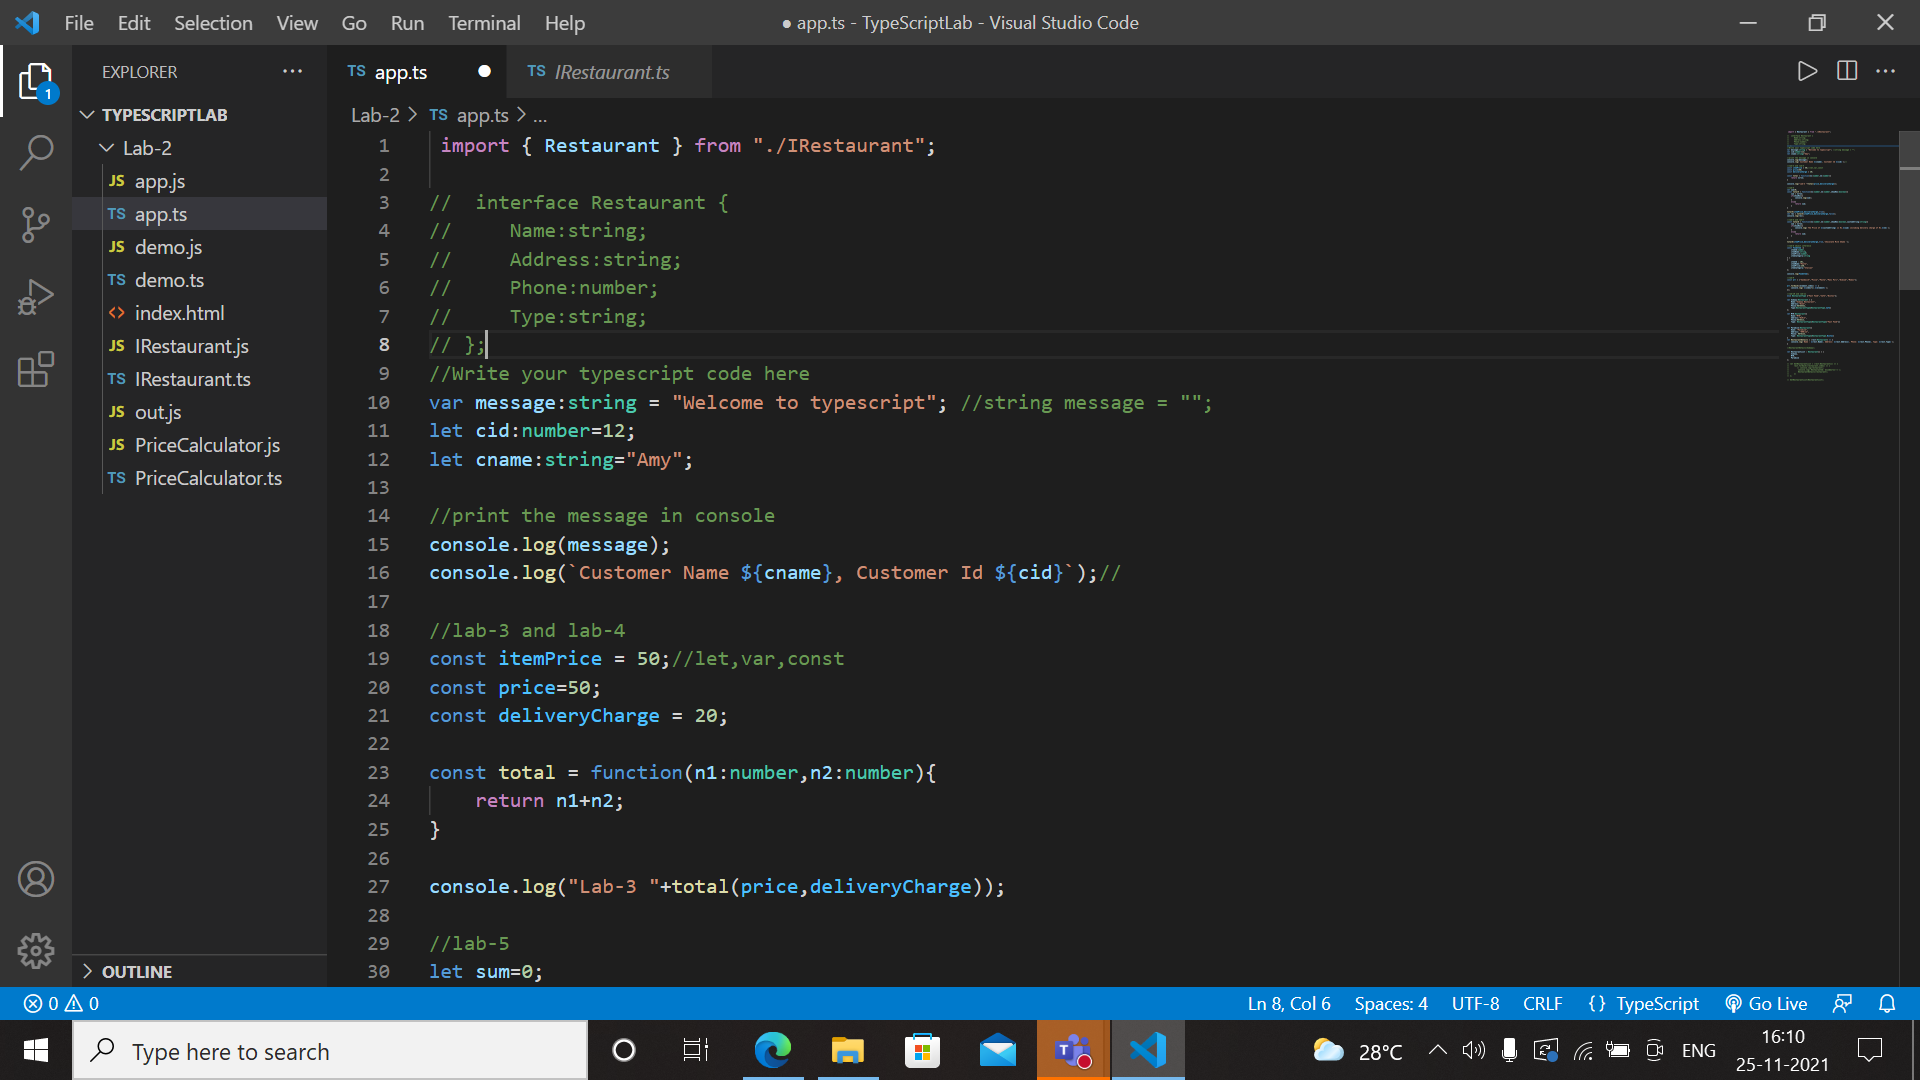 File Edit Selection View Go Run Terminal Help
● app.ts - TypeScriptLab - Visual Studio Code
EXPLORER ···
TS app.ts ●
TS IRestaurant.ts
1
TYPESCRIPTLAB
Lab-2
JS app.js
TS app.ts
JS demo.js
TS demo.ts
<> index.html
JS IRestaurant.js
TS IRestaurant.ts
JS out.js
JS PriceCalculator.js
TS PriceCalculator.ts
OUTLINE
Lab-2 > TS app.ts > ...
1 import { Restaurant } from "./IRestaurant";
2
3 //  interface Restaurant {
4 //     Name:string;
5 //     Address:string;
6 //     Phone:number;
7 //     Type:string;
8 // };
9 //Write your typescript code here
10 var message:string = "Welcome to typescript"; //string message = "";
11 let cid:number=12;
12 let cname:string="Amy";
13
14 //print the message in console
15 console.log(message);
16 console.log(`Customer Name ${cname}, Customer Id ${cid}`);//
17
18 //lab-3 and lab-4
19 const itemPrice = 50;//let,var,const
20 const price=50;
21 const deliveryCharge = 20;
22
23 const total = function(n1:number,n2:number){
24     return n1+n2;
25 }
26
27 console.log("Lab-3 "+total(price,deliveryCharge));
28
29 //lab-5
30 let sum=0;
0 0
Ln 8, Col 6 Spaces: 4 UTF-8 CRLF {} TypeScript Go Live
Type here to search
28°C ENG
16:10
25-11-2021